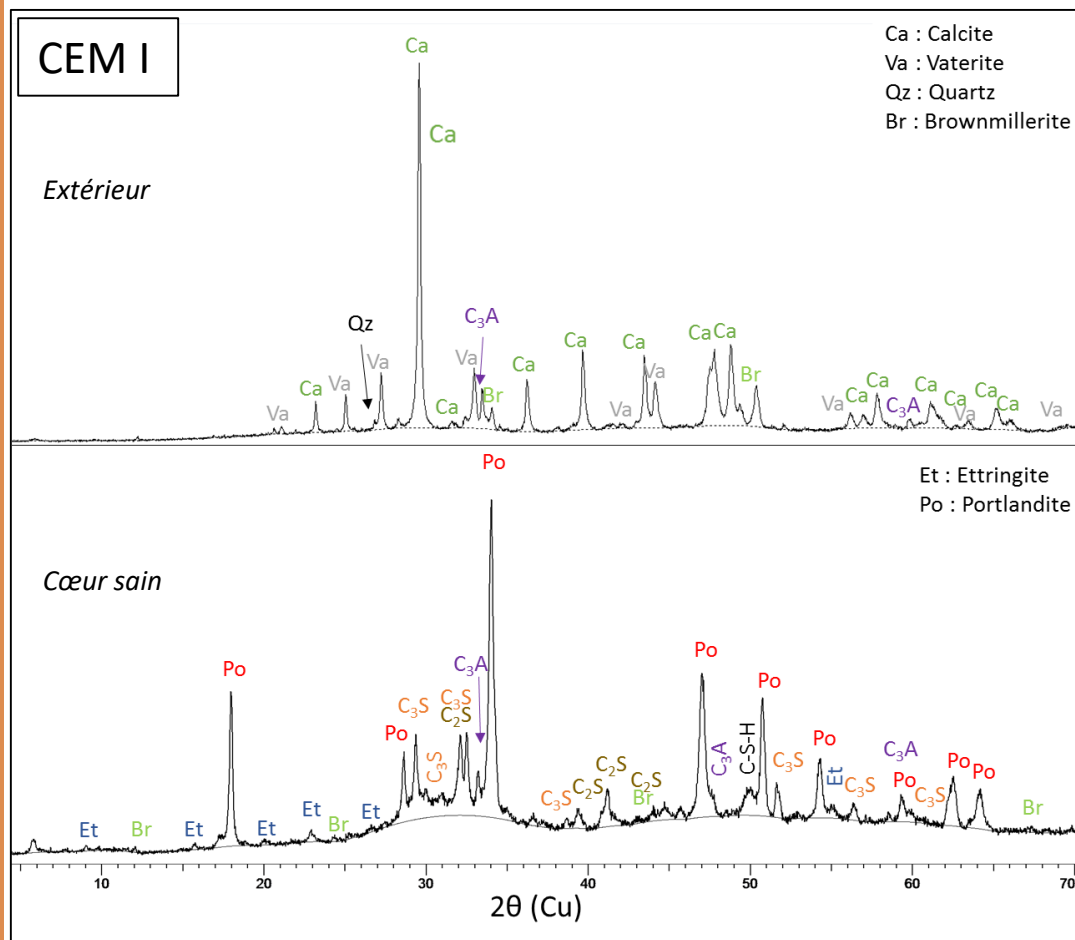 CEM I
Ca : Calcite
Va : Vaterite
Qz : Quartz
Br : Brownmillerite
Extérieur
Ca
Ca
Qz
C₃A
Va
Ca
Va
Va
Ca
Va
Br
Ca
Ca
Ca
Va
Va
Ca
Ca
Br
Va
Ca
Ca
C₃A
Ca
Ca
Va
Ca
Ca
Va
Et : Ettringite
Po : Portlandite
Cœur sain
Po
Et
Br
Et
Po
Et
Et
Br
Et
Po
C₃S
C₃S
C₃S
C₂S
C₃A
Po
C₃S
C₂S
C₂S
C₂S
Br
Po
C₃A
C-S-H
Po
C₃S
Po
Et
C₃S
C₃A
Po
C₃S
Po
Po
Br
10 20 30 40 50 60 70
2θ (Cu)